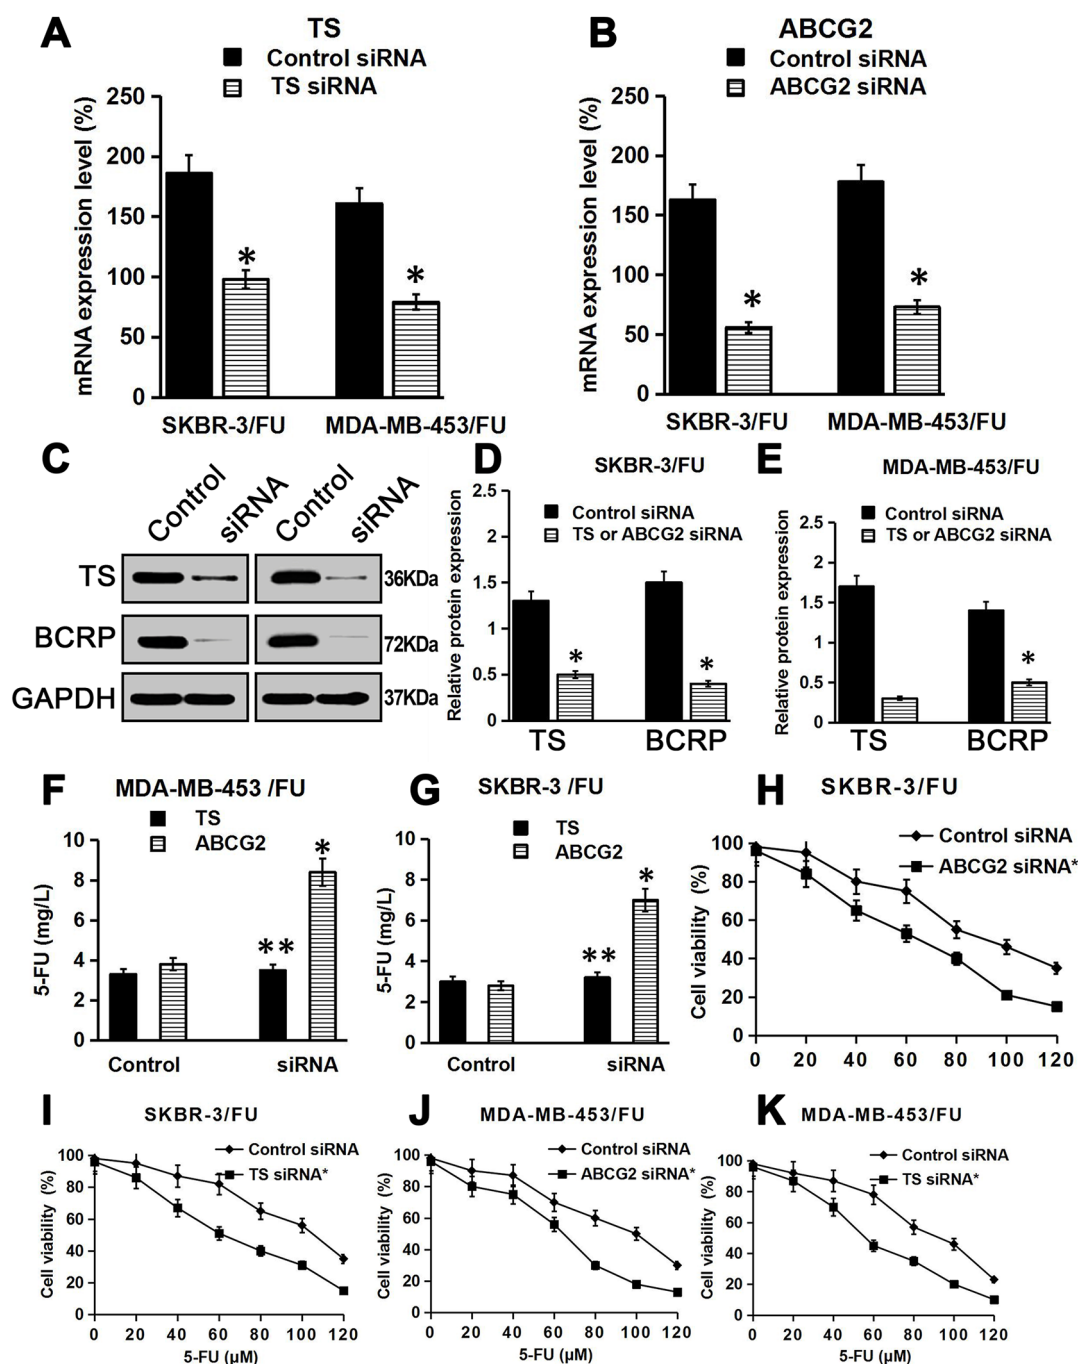 A
TS
Control siRNA
TS siRNA
mRNA expression level (%)
250
200
150
100
50
0
*
*
SKBR-3/FU MDA-MB-453/FU
B
ABCG2
Control siRNA
ABCG2 siRNA
mRNA expression level (%)
250
200
150
100
50
0
*
*
SKBR-3/FU MDA-MB-453/FU
C
Control siRNA Control siRNA
TS 36KDa
BCRP 72KDa
GAPDH 37KDa
D
SKBR-3/FU
Control siRNA
TS or ABCG2 siRNA
Relative protein expression
2.5
2
1.5
1
0.5
0
*
*
TS BCRP
E
MDA-MB-453/FU
Control siRNA
TS or ABCG2 siRNA
Relative protein expression
2.5
2
1.5
1
0.5
0
*
TS BCRP
F
MDA-MB-453 /FU
TS
ABCG2
5-FU (mg/L)
10
8
6
4
2
0
**
*
Control siRNA
G
SKBR-3 /FU
TS
ABCG2
5-FU (mg/L)
10
8
6
4
2
0
**
*
Control siRNA
H
SKBR-3/FU
Control siRNA
ABCG2 siRNA*
Cell viability (%)
100
80
60
40
20
0
0 20 40 60 80 100 120
I
SKBR-3/FU
Control siRNA
TS siRNA*
Cell viability (%)
100
80
60
40
20
0
0 20 40 60 80 100 120
5-FU (μM)
J
MDA-MB-453/FU
Control siRNA
ABCG2 siRNA*
Cell viability (%)
100
80
60
40
20
0
0 20 40 60 80 100 120
5-FU (μM)
K
MDA-MB-453/FU
Control siRNA
TS siRNA*
Cell viability (%)
100
80
60
40
20
0
0 20 40 60 80 100 120
5-FU (μM)